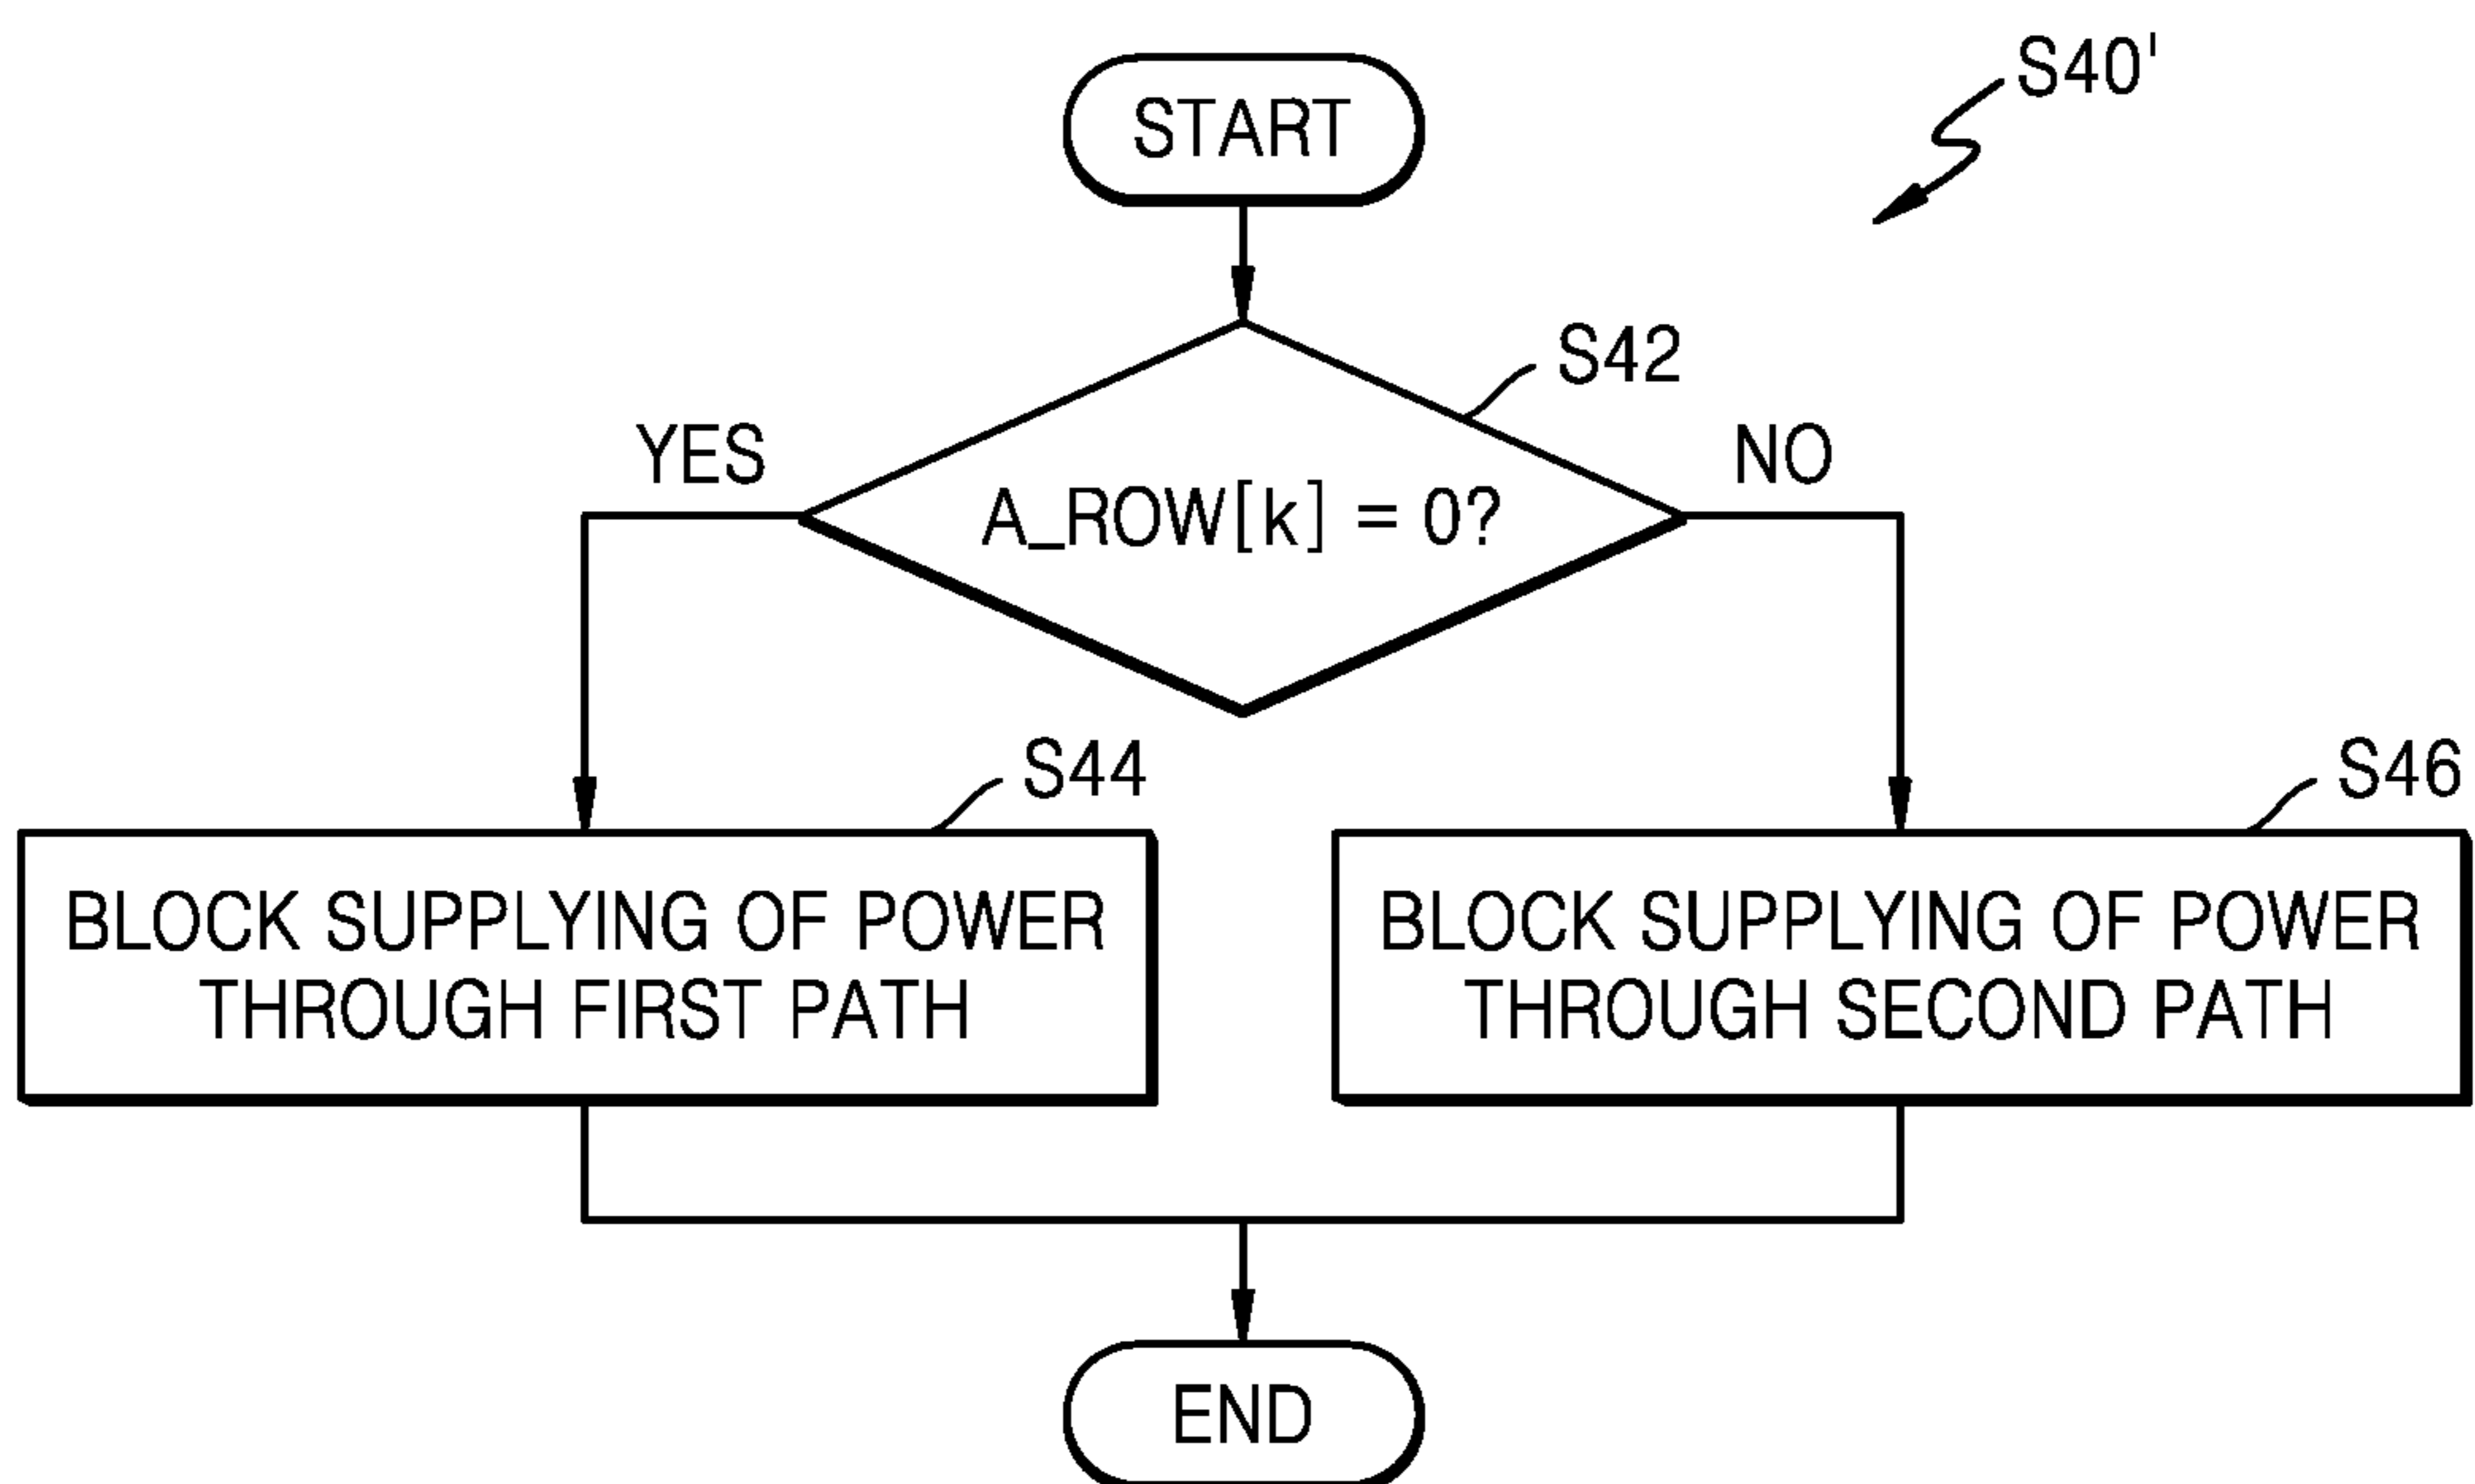 START
S40'
S42
YES
NO
A_ROW[k] = 0?
S44
S46
BLOCK SUPPLYING OF POWER
THROUGH FIRST PATH
BLOCK SUPPLYING OF POWER
THROUGH SECOND PATH
END